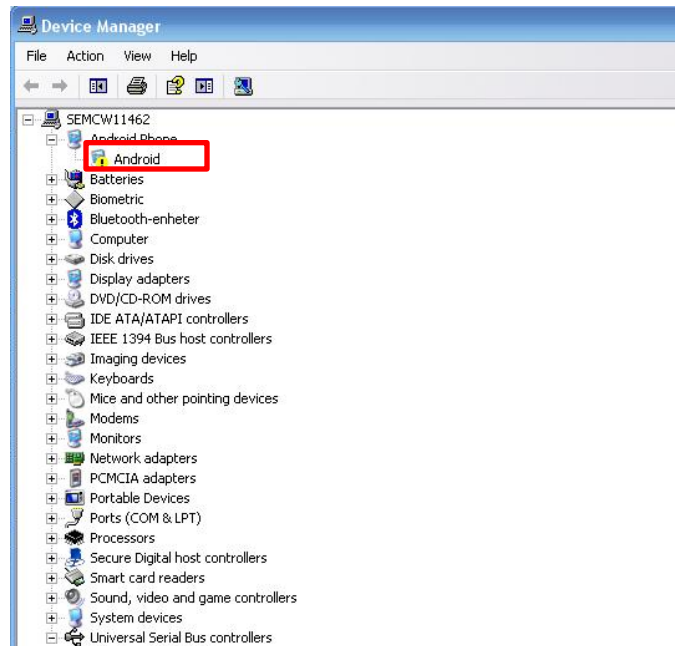 Device Manager
File Action View Help
SEMCW11462
Android Phone
Android
Batteries
Biometric
Bluetooth-enheter
Computer
Disk drives
Display adapters
DVD/CD-ROM drives
IDE ATA/ATAPI controllers
IEEE 1394 Bus host controllers
Imaging devices
Keyboards
Mice and other pointing devices
Modems
Monitors
Network adapters
PCMCIA adapters
Portable Devices
Ports (COM & LPT)
Processors
Secure Digital host controllers
Smart card readers
Sound, video and game controllers
System devices
Universal Serial Bus controllers